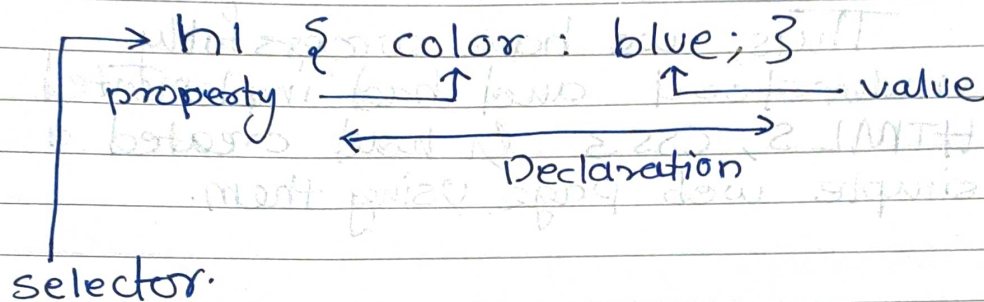 h1 { color : blue; }
property value
Declaration
selector.